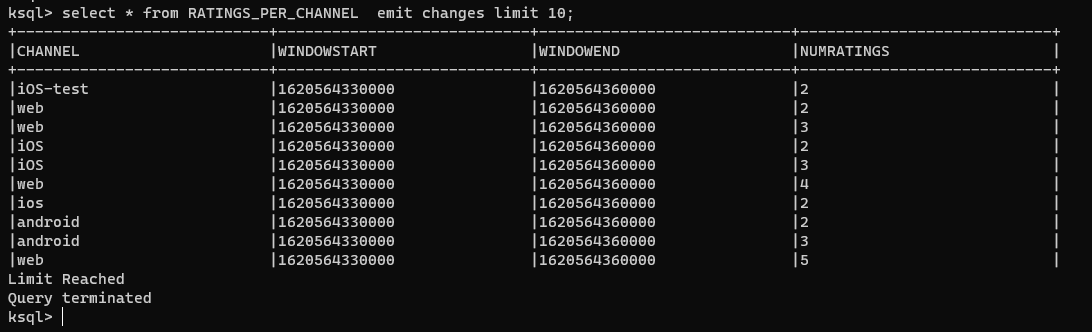 ksql> select * from RATINGS_PER_CHANNEL  emit changes limit 10;
+----------------------------+----------------------------+----------------------------+----------------------------+
|CHANNEL                     |WINDOWSTART                 |WINDOWEND                   |NUMRATINGS                  |
+----------------------------+----------------------------+----------------------------+----------------------------+
|iOS-test                    |1620564330000               |1620564360000               |2                           |
|web                         |1620564330000               |1620564360000               |2                           |
|web                         |1620564330000               |1620564360000               |3                           |
|iOS                         |1620564330000               |1620564360000               |2                           |
|iOS                         |1620564330000               |1620564360000               |3                           |
|web                         |1620564330000               |1620564360000               |4                           |
|ios                         |1620564330000               |1620564360000               |2                           |
|android                     |1620564330000               |1620564360000               |2                           |
|android                     |1620564330000               |1620564360000               |3                           |
|web                         |1620564330000               |1620564360000               |5                           |
Limit Reached
Query terminated
ksql>